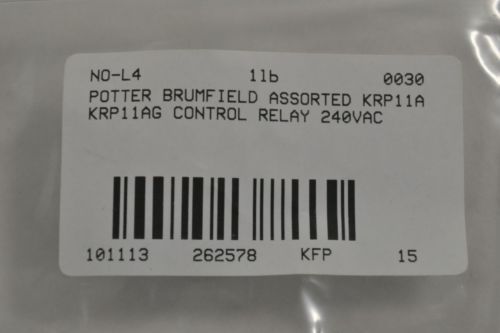 NO-L4 1lb 0030
POTTER BRUMFIELD ASSORTED KRP11A
KRP11AG CONTROL RELAY 240VAC
101113 262578 KFP 15